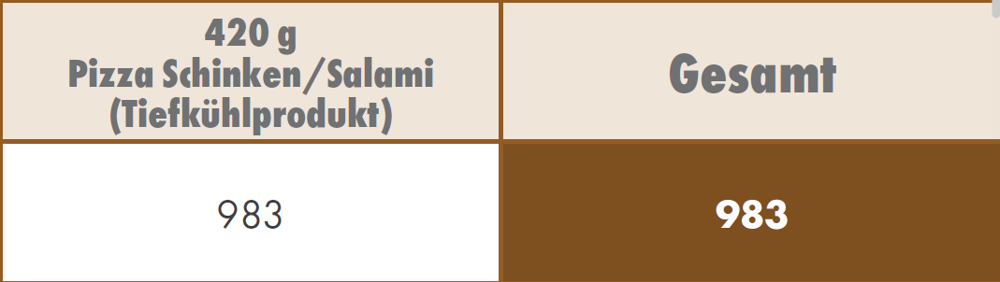 420 g
Pizza Schinken/Salami
(Tiefkühlprodukt)
Gesamt
983
983